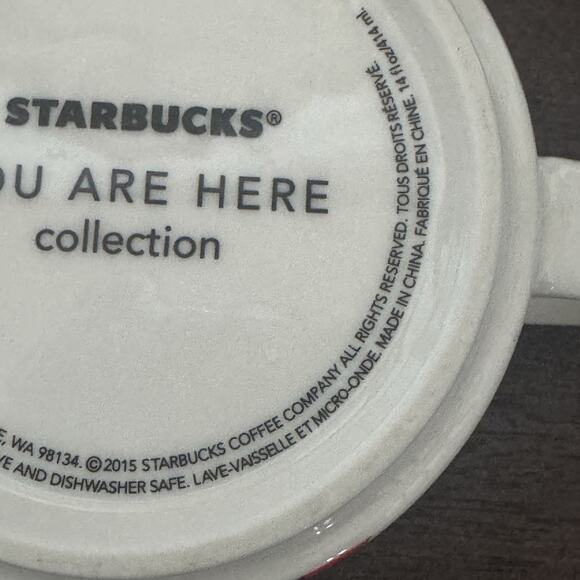 STARBUCKS®
OU ARE HERE
collection
E, WA 98134. ©2015 STARBUCKS COFFEE COMPANY ALL RIGHTS RESERVED. TOUS DROITS RÉSERVÉ.
VE AND DISHWASHER SAFE. LAVE-VAISSELLE ET MICRO-ONDE. MADE IN CHINA. FABRIQUÉ EN CHINE. 14 fl oz/414 ml.